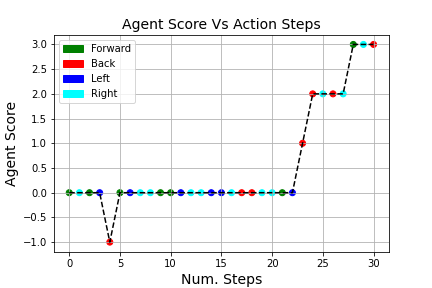 Agent Score Vs Action Steps
Forward
Back
Left
Right
3.0
2.5
2.0
1.5
1.0
0.5
0.0
−0.5
−1.0
Agent Score
0 5 10 15 20 25 30
Num. Steps